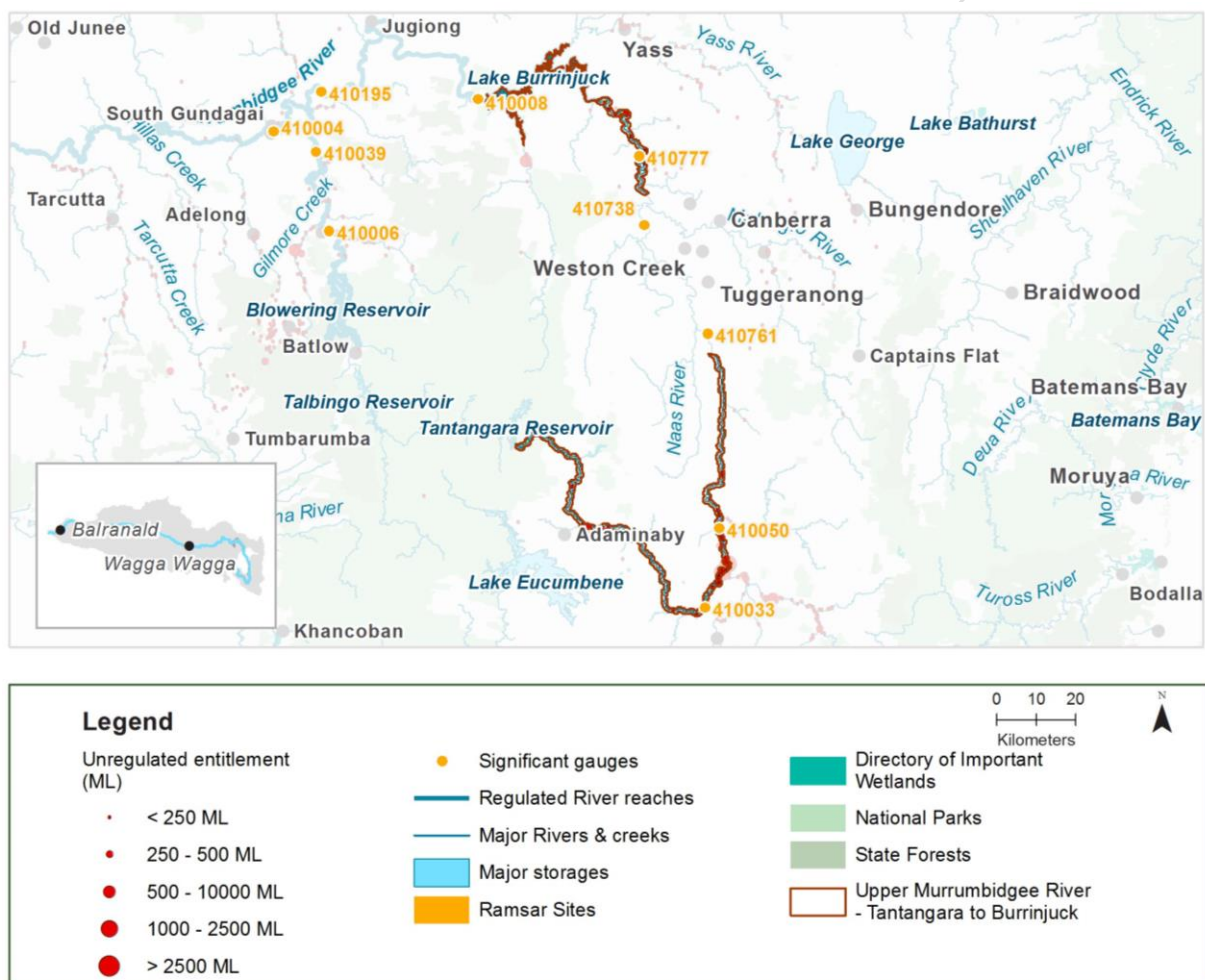 Old Junee
Jugiong
Yass
Yass River
Lake Burrinjuck
410195
410008
South Gundagai
410004
410039
410777
Lake George
Lake Bathurst
Endrick River
Tarcutta
Adelong
Gilmore Creek
410006
410738
Canberra
Bungendore
Shoalhaven River
Tarcutta Creek
Weston Creek
Tuggeranong
Braidwood
Blowering Reservoir
Batlow
410761
Captains Flat
Clyde River
Batemans Bay
Batemans Bay
Talbingo Reservoir
Tantangara Reservoir
Naas River
Deua River
Tumbarumba
Moruya
Adaminaby
410050
Balranald
Wagga Wagga
Lake Eucumbene
410033
Tuross River
Bodalla
Khancoban
0 10 20
Kilometers
N
Legend
Unregulated entitlement
(ML)
< 250 ML
250 - 500 ML
500 - 10000 ML
1000 - 2500 ML
> 2500 ML
Significant gauges
Regulated River reaches
Major Rivers & creeks
Major storages
Ramsar Sites
Directory of Important
Wetlands
National Parks
State Forests
Upper Murrumbidgee River
- Tantangara to Burrinjuck